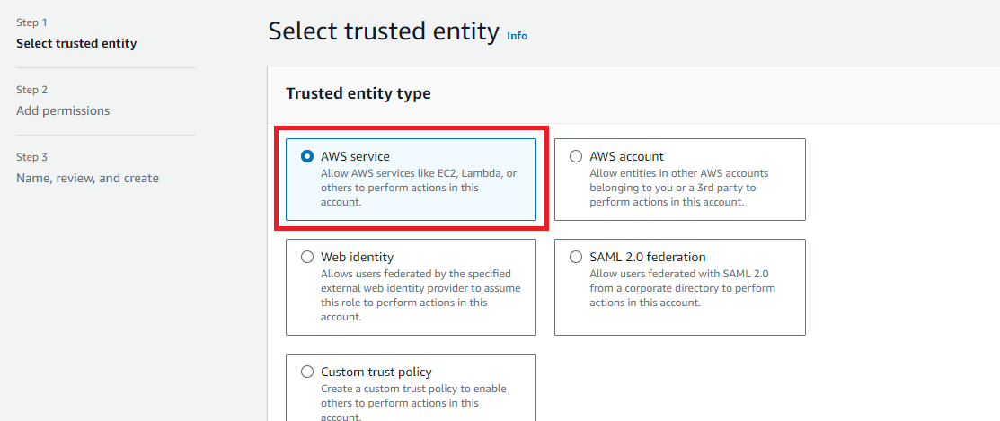 Step 1
Select trusted entity
Step 2
Add permissions
Step 3
Name, review, and create
Select trusted entity Info
Trusted entity type
AWS service
Allow AWS services like EC2, Lambda, or
others to perform actions in this
account.
AWS account
Allow entities in other AWS accounts
belonging to you or a 3rd party to
perform actions in this account.
Web identity
Allows users federated by the specified
external web identity provider to assume
this role to perform actions in this
account.
SAML 2.0 federation
Allow users federated with SAML 2.0
from a corporate directory to perform
actions in this account.
Custom trust policy
Create a custom trust policy to enable
others to perform actions in this
account.